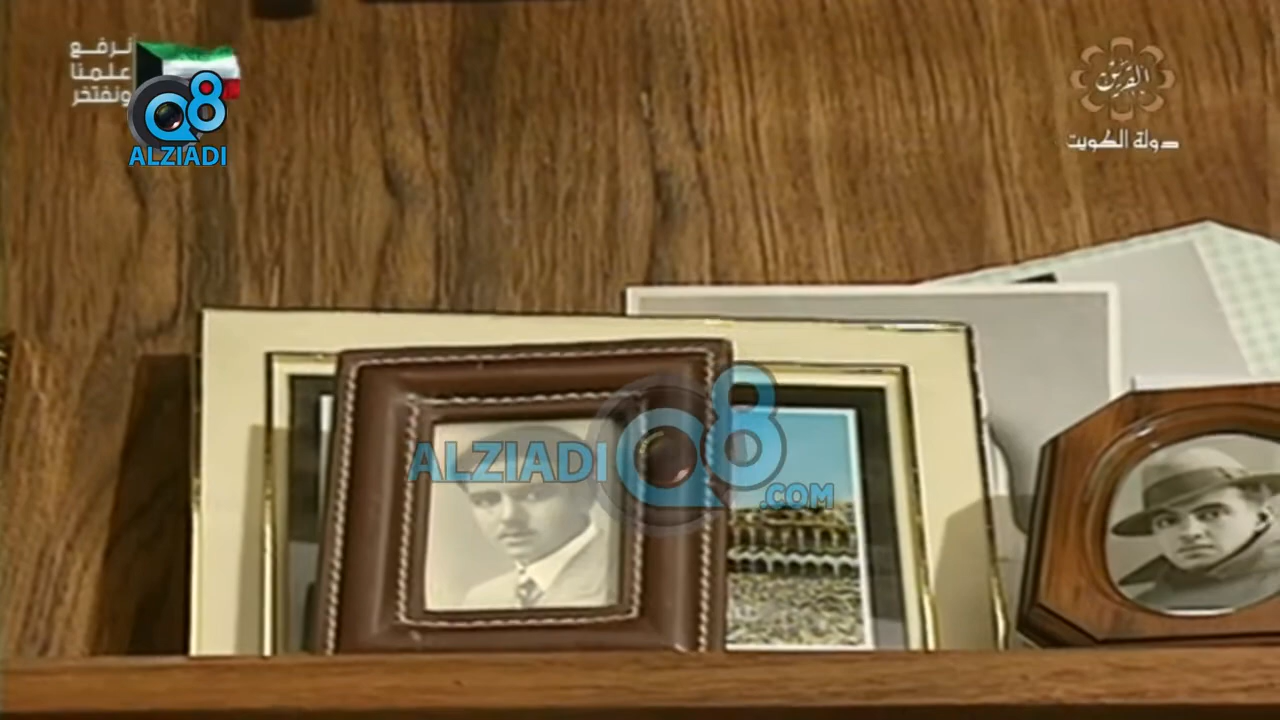 نرفع
علمنا
ونفتخر
Q8
ALZIADI
القرين
دولة الكويت
ALZIADI Q8
.COM